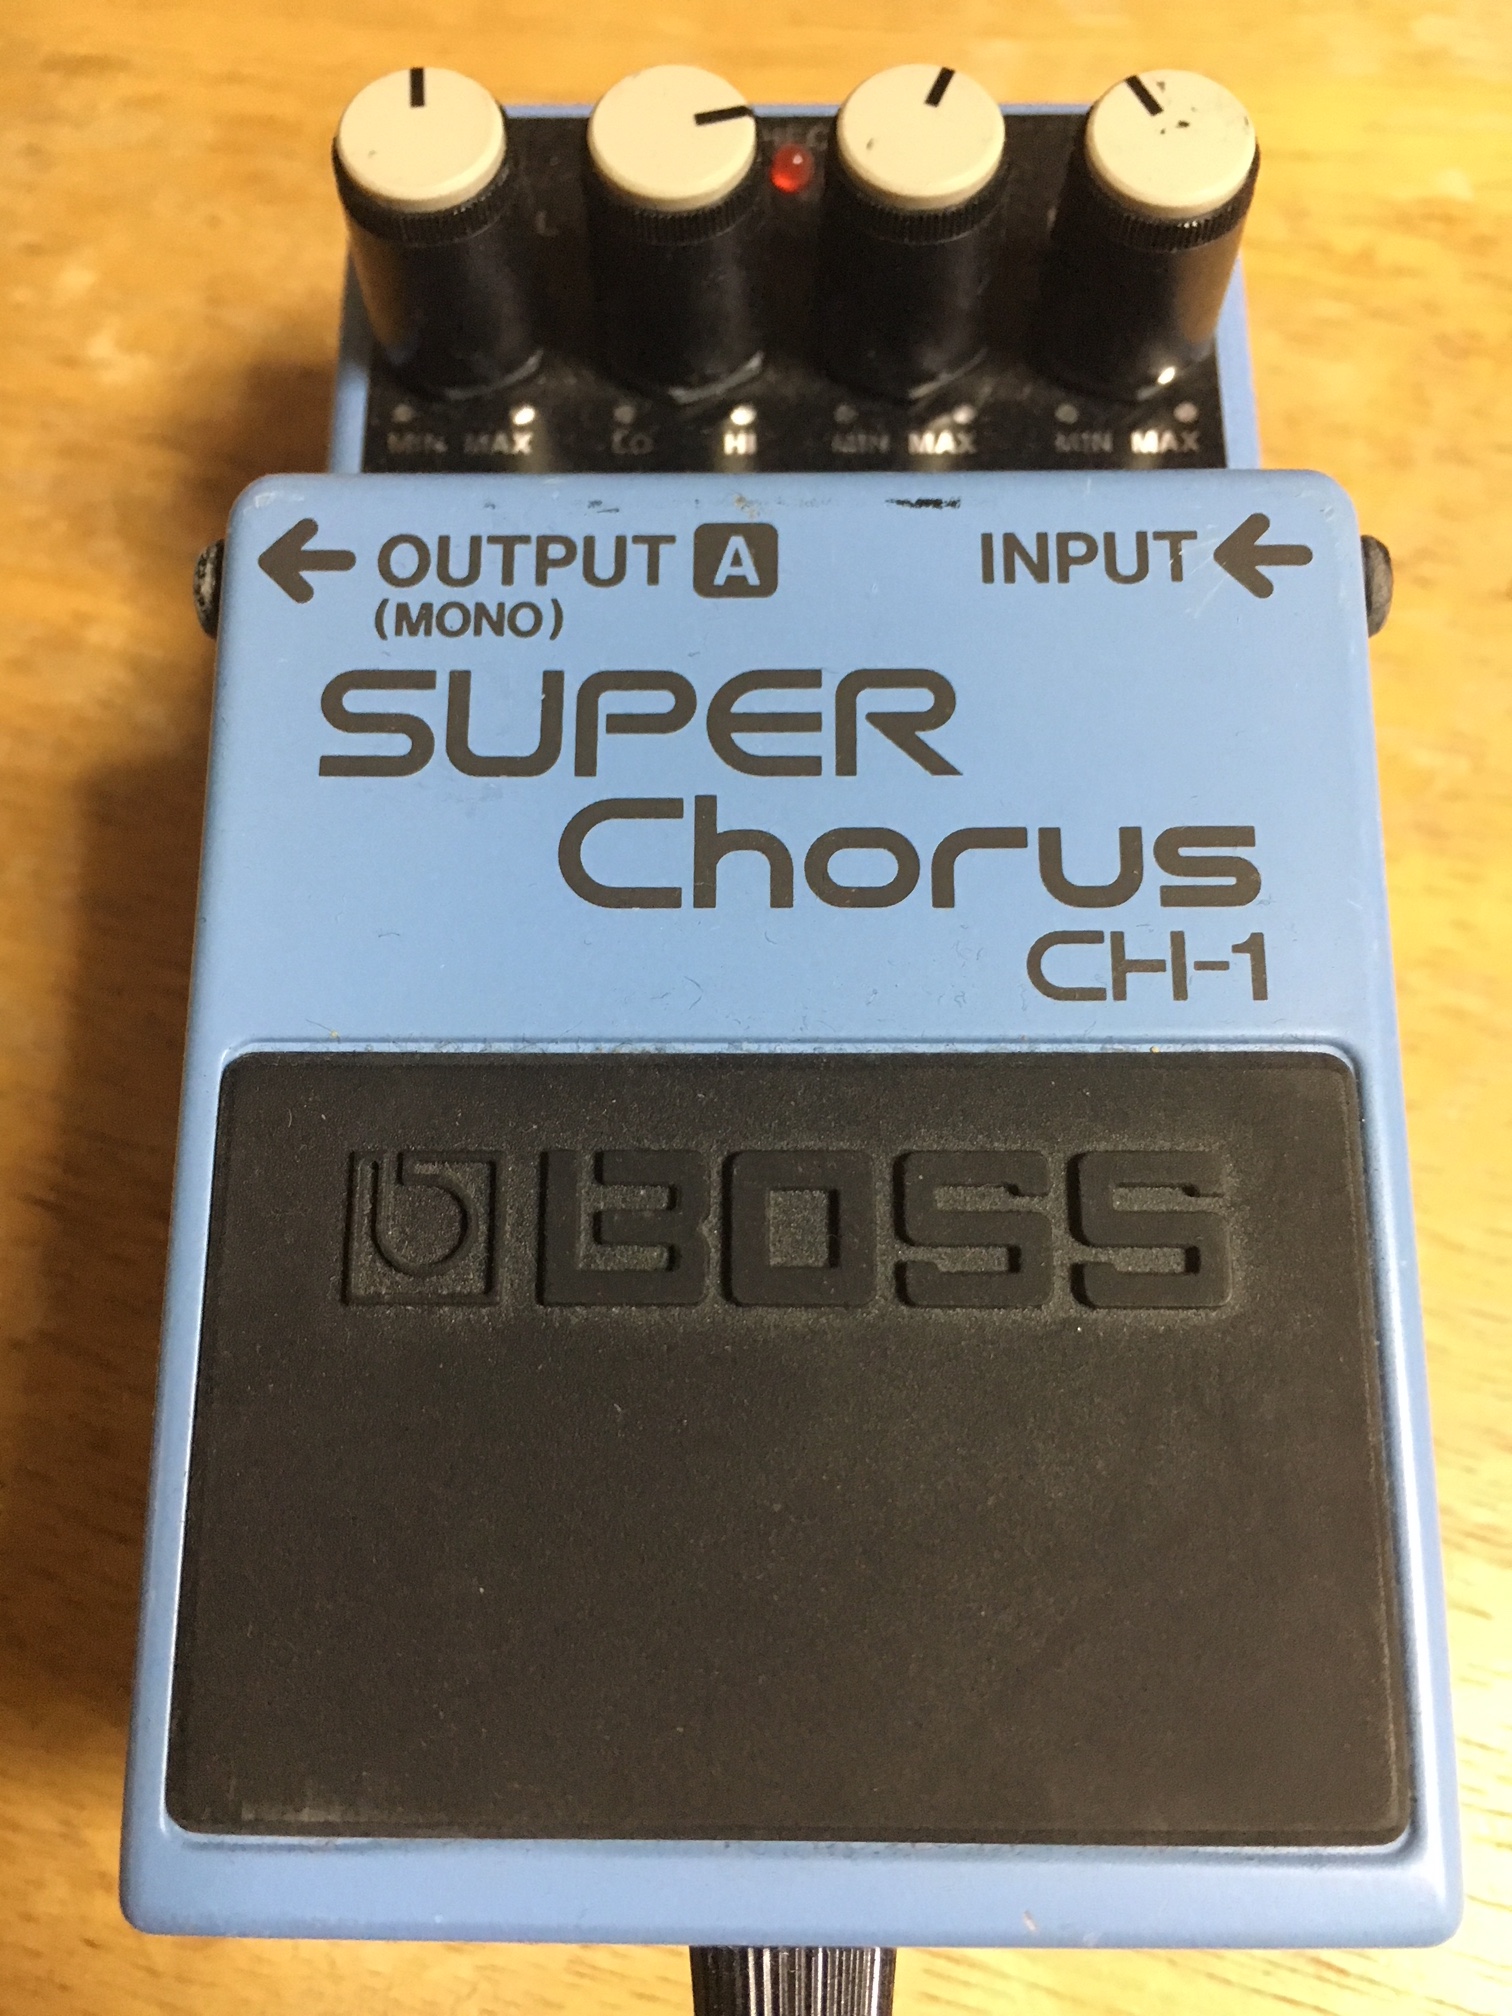 MIN MAX LO HI MIN MAX MIN MAX
OUTPUT A INPUT
(MONO)
SUPER
Chorus
CH-1
BOSS